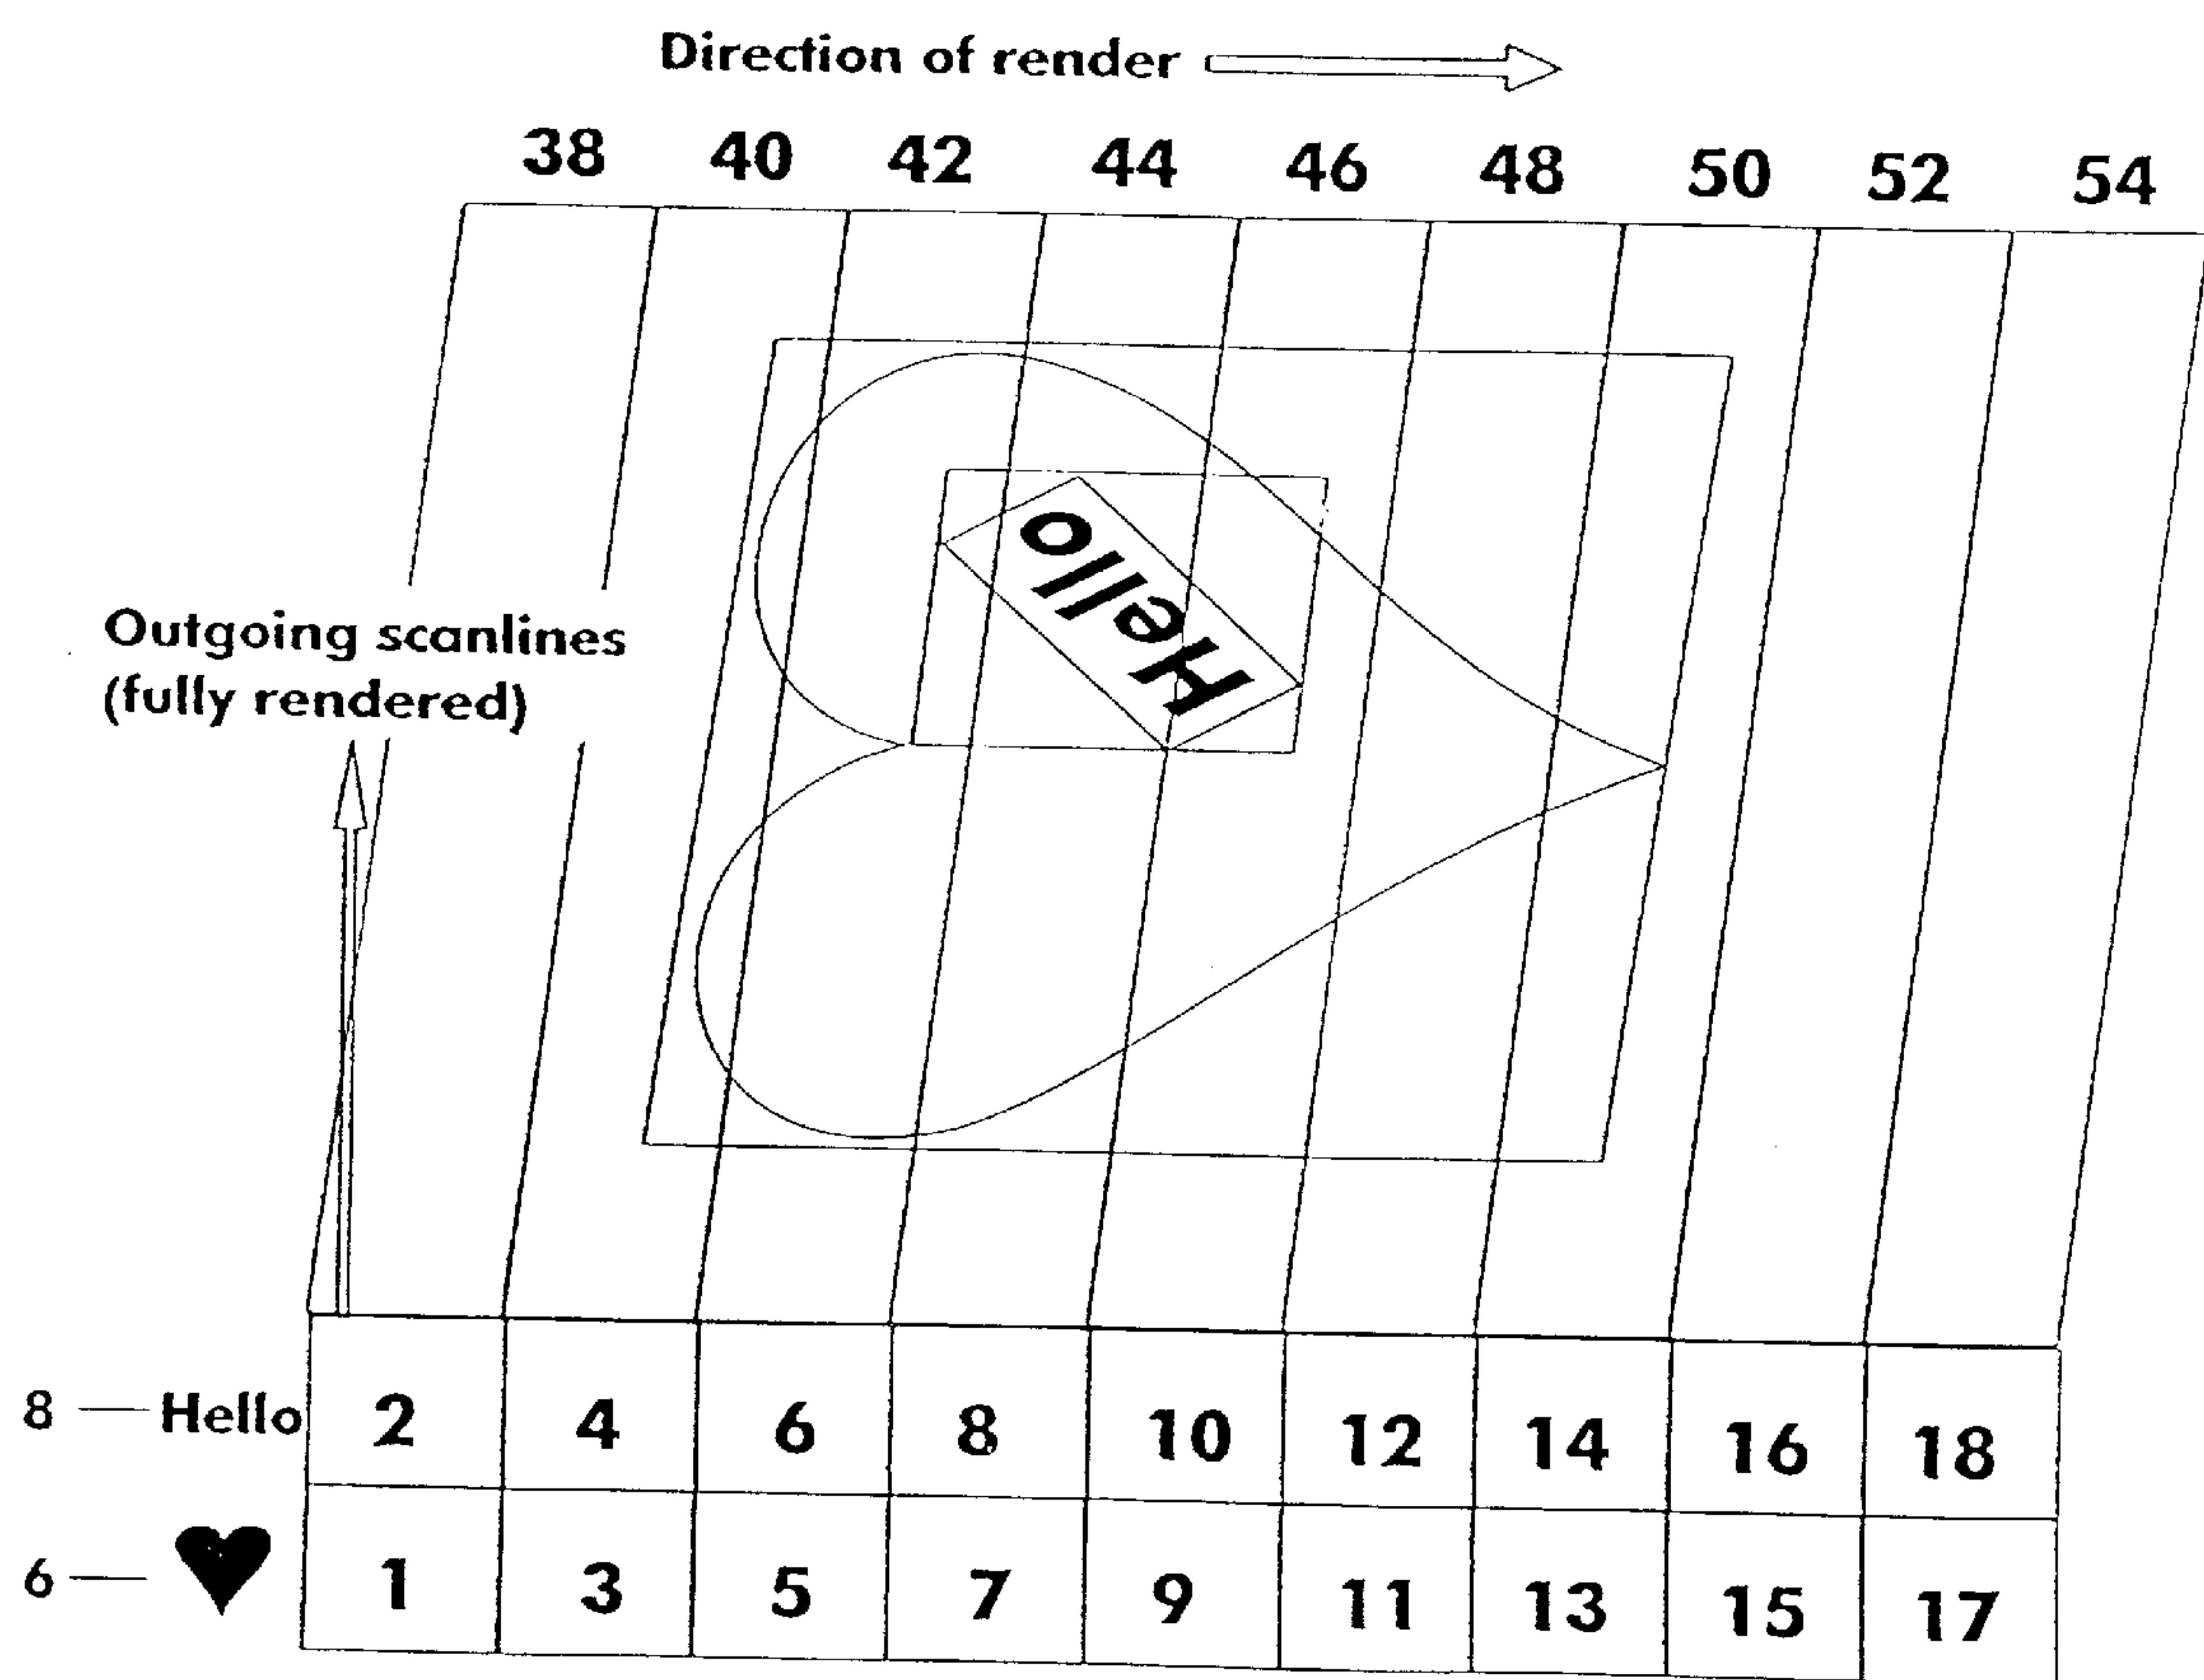 Direction of render
38 40 42 44 46 48 50 52 54
Hello
Outgoing scanlines
(fully rendered)
8 — Hello 2 4 6 8 10 12 14 16 18
6 — 1 3 5 7 9 11 13 15 17